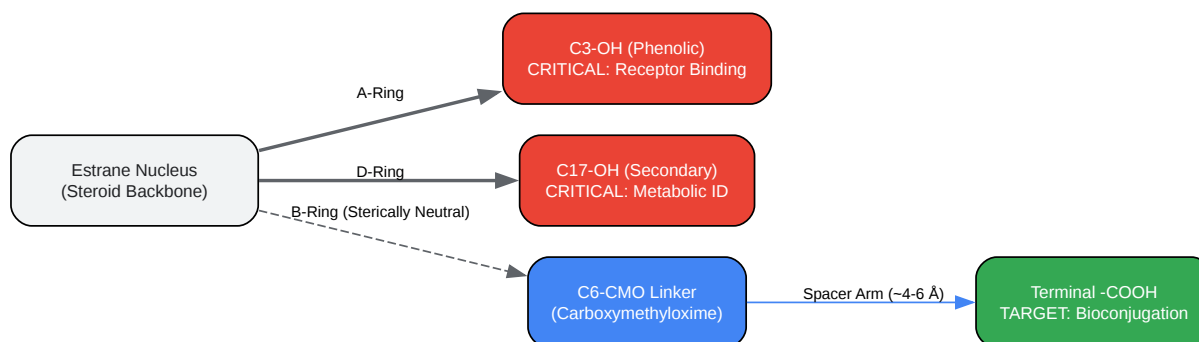 C3-OH (Phenolic)
CRITICAL: Receptor Binding
A-Ring
Estrane Nucleus
(Steroid Backbone)
D-Ring
C17-OH (Secondary)
CRITICAL: Metabolic ID
B-Ring (Sterically Neutral)
C6-CMO Linker
(Carboxymethyloxime)
Spacer Arm (~4-6 Å)
Terminal -COOH
TARGET: Bioconjugation